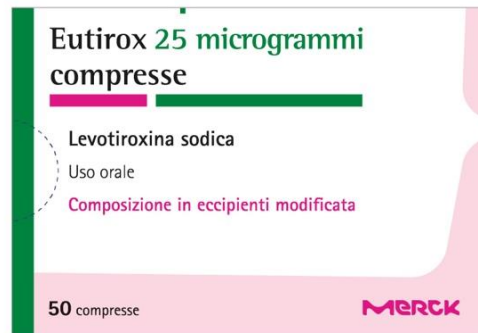 Eutirox 25 microgrammi
compresse
Levotiroxina sodica
Uso orale
Composizione in eccipienti modificata
50 compresse
MERCK